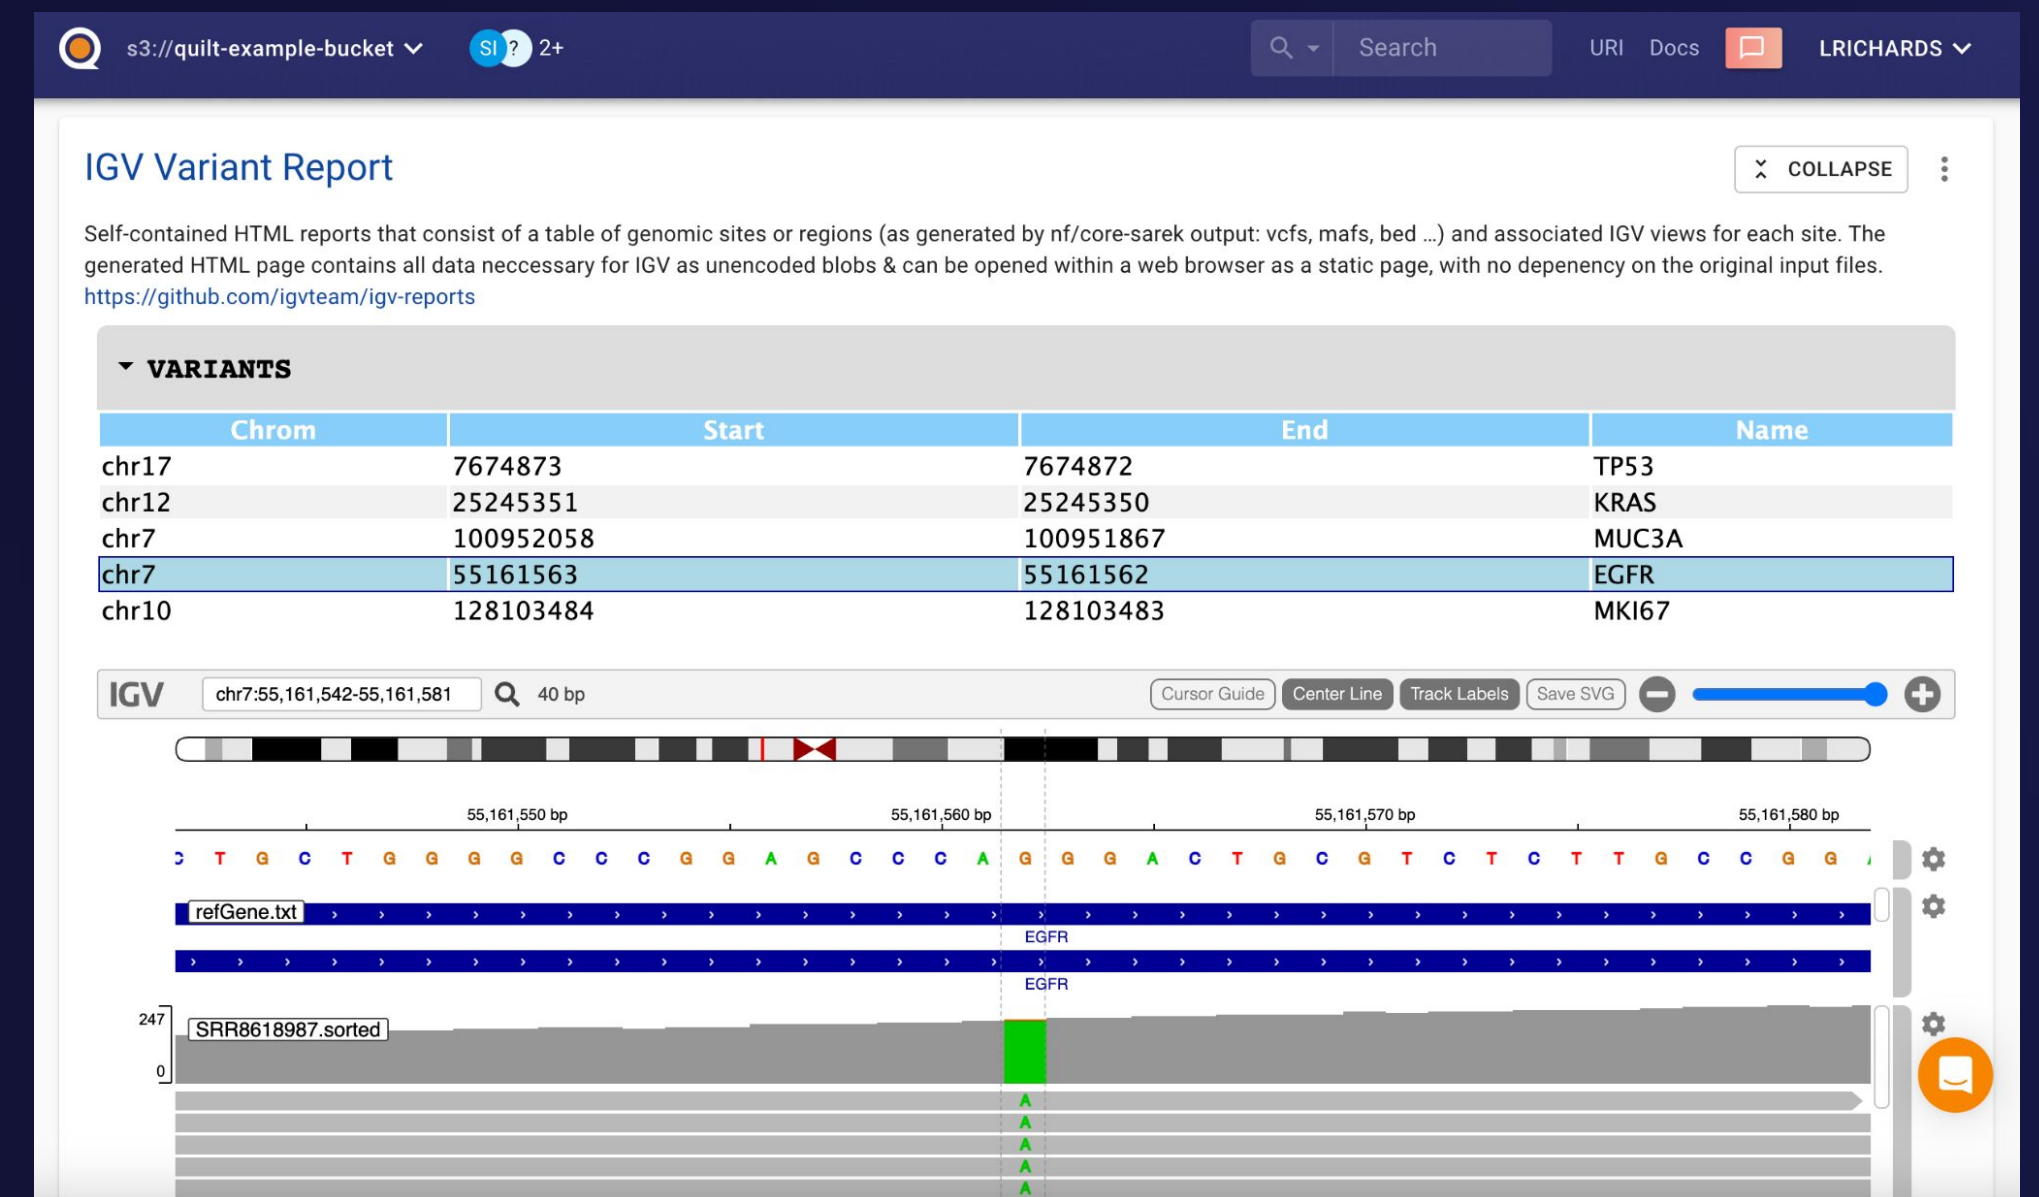 s3://quilt-example-bucket SI ? 2+ Search URI Docs LRICHARDS
IGV Variant Report COLLAPSE
Self-contained HTML reports that consist of a table of genomic sites or regions (as generated by nf/core-sarek output: vcfs, mafs, bed ...) and associated IGV views for each site. The
generated HTML page contains all data neccessary for IGV as unencoded blobs & can be opened within a web browser as a static page, with no depenency on the original input files.
https://github.com/igvteam/igv-reports
VARIANTS
Chrom Start End Name
chr17 7674873 7674872 TP53
chr12 25245351 25245350 KRAS
chr7 100952058 100951867 MUC3A
chr7 55161563 55161562 EGFR
chr10 128103484 128103483 MKI67
IGV chr7:55,161,542-55,161,581 40 bp Cursor Guide Center Line Track Labels Save SVG
55,161,550 bp 55,161,560 bp 55,161,570 bp 55,161,580 bp
C T G C T G G G G C C C G G A G C C C A G G G A C T G C G T C T C T T G C C G G
refGene.txt
EGFR
EGFR
247
SRR8618987.sorted
0
A
A
A
A
A